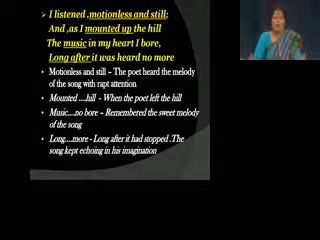 I listened ,motionless and still;
And ,as I mounted up the hill
The music in my heart I bore,
Long after it was heard no more
Motionless and still – The poet heard the melody
of the song with rapt attention
Mounted ....hill - When the poet left the hill
Music....no bore – Remembered the sweet melody
of the song
Long....more - Long after it had stopped .The
song kept echoing in his imagination